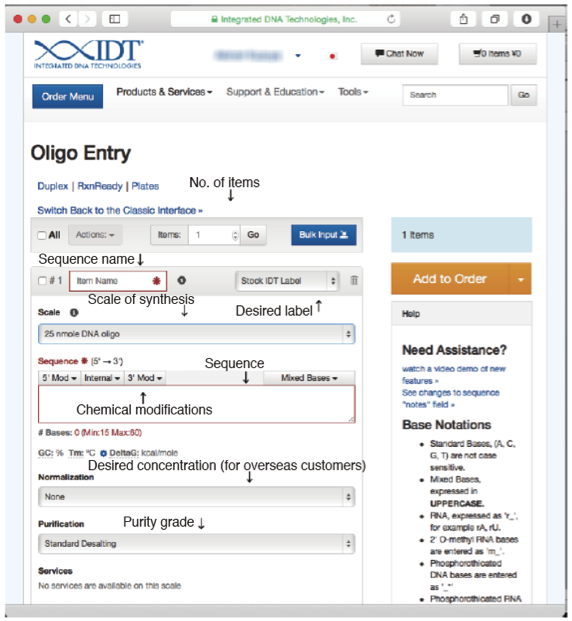 Integrated DNA Technologies, Inc.
IDT
INTEGRATED DNA TECHNOLOGIES
Chat Now
0 Items ¥0
Order Menu
Products & Services
Support & Education
Tools
Search
Go
Oligo Entry
Duplex | RxnReady | Plates
No. of items
Switch Back to the Classic Interface »
All
Actions:
Items: 1
Go
Bulk Input
1 Items
Sequence name
# 1
Item Name
Stock IDT Label
Add to Order
Scale of synthesis
Desired label
Scale
Help
25 nmole DNA oligo
Sequence (5' → 3')
Sequence
5' Mod
Internal
3' Mod
Mixed Bases
Chemical modifications
# Bases: 0 (Min:15 Max:60)
GC: % Tm: °C DeltaG: kcal/mole
Desired concentration (for overseas customers)
Normalization
None
Purification
Purity grade
Standard Desalting
Services
No services are available on this scale
Need Assistance?
watch a video demo of new
features »
See changes to sequence
"notes" field »
Base Notations
• Standard Bases, (A, C,
G, T) are not case
sensitive.
• Mixed Bases,
expressed in
UPPERCASE.
• RNA, expressed as 'r_',
for example rA, rU.
• 2' O-methyl RNA bases
are entered as 'm_'.
• Phosphorothioated
DNA bases are entered
as '_*'
• Phosphorothioated RNA